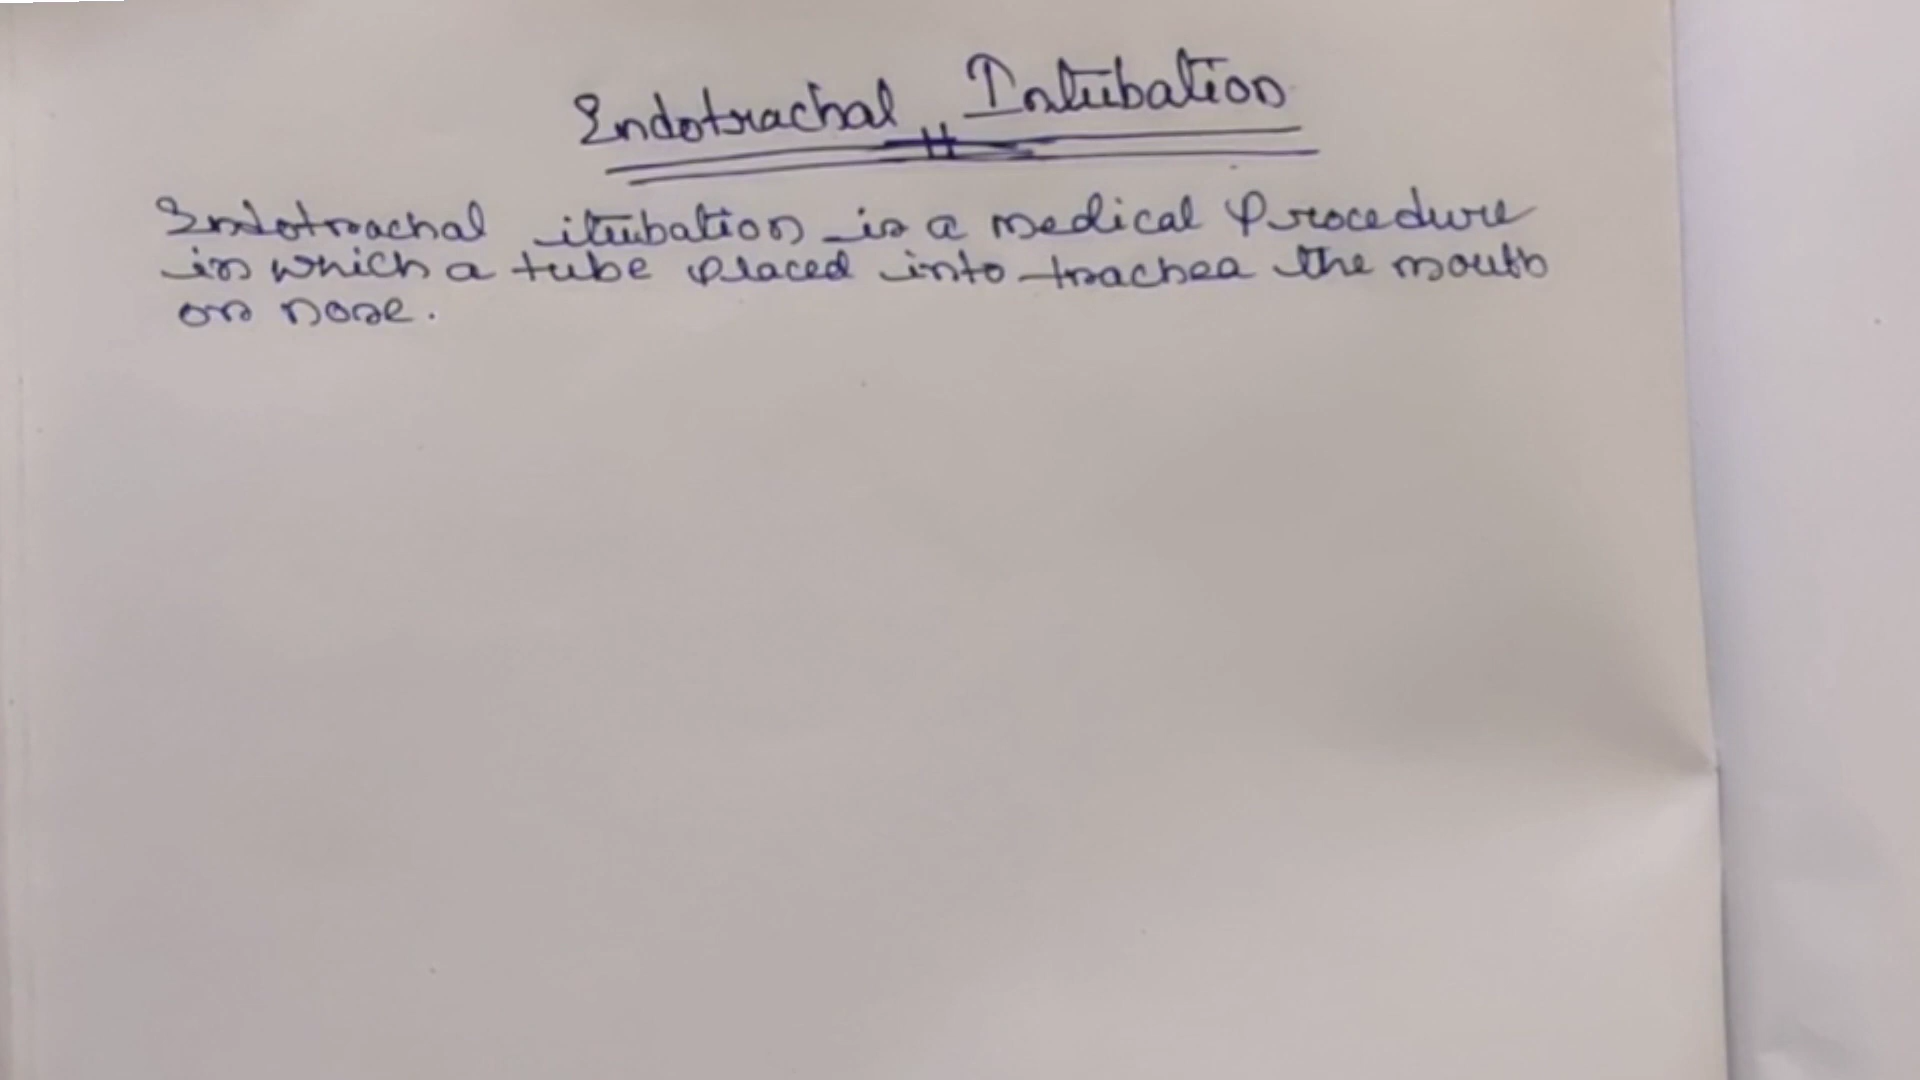 Endotrachal Intubation
Endotrachal itubation is a medical Procedure
in which a tube placed into trachea the mouth
or nose.